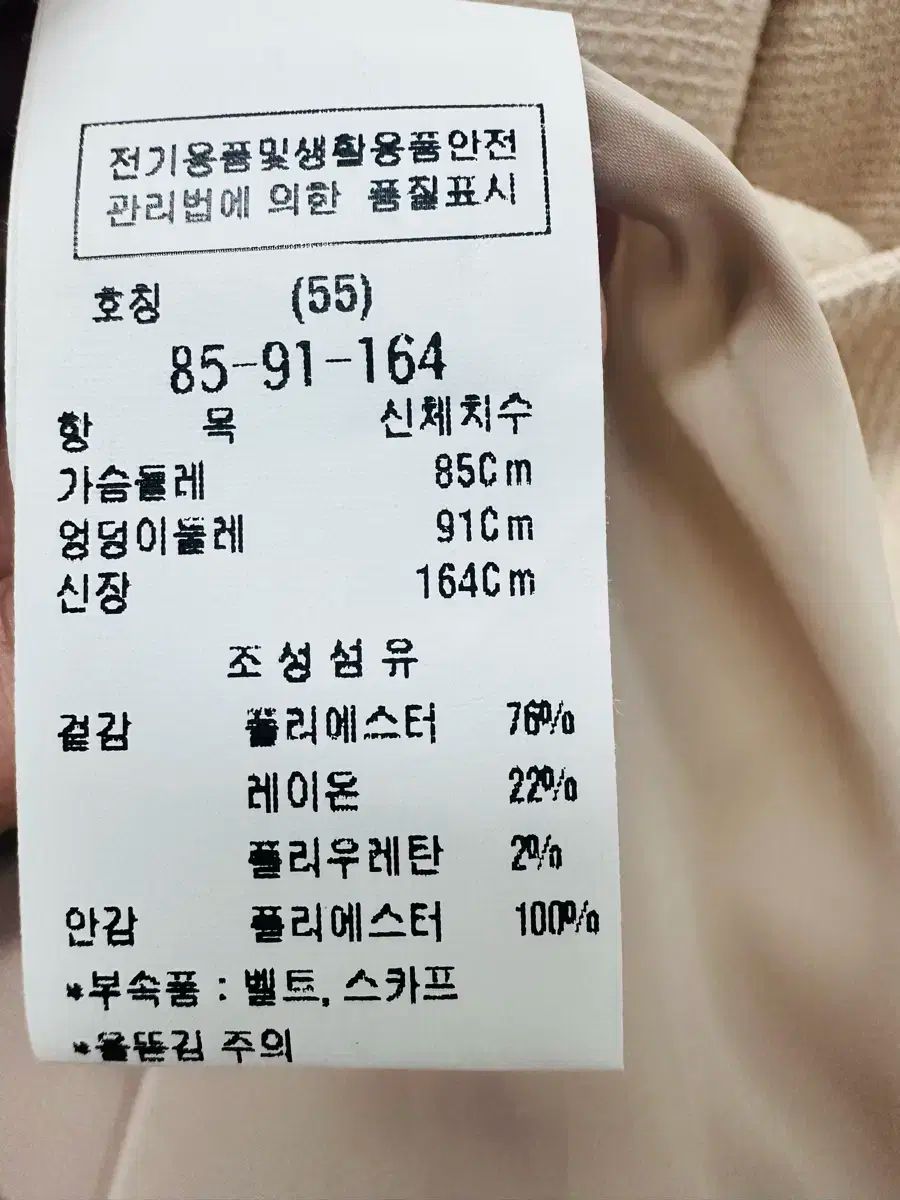 전기용품및생활용품안전
관리법에 의한 품질표시
호칭 (55)
85-91-164
항 목 신체치수
가슴둘레 85Cm
엉덩이둘레 91Cm
신장 164Cm
조성섬유
겉감 폴리에스터 76%
레이온 22%
폴리우레탄 2%
안감 폴리에스터 100%
*부속품 : 벨트, 스카프
*올뜯김 주의